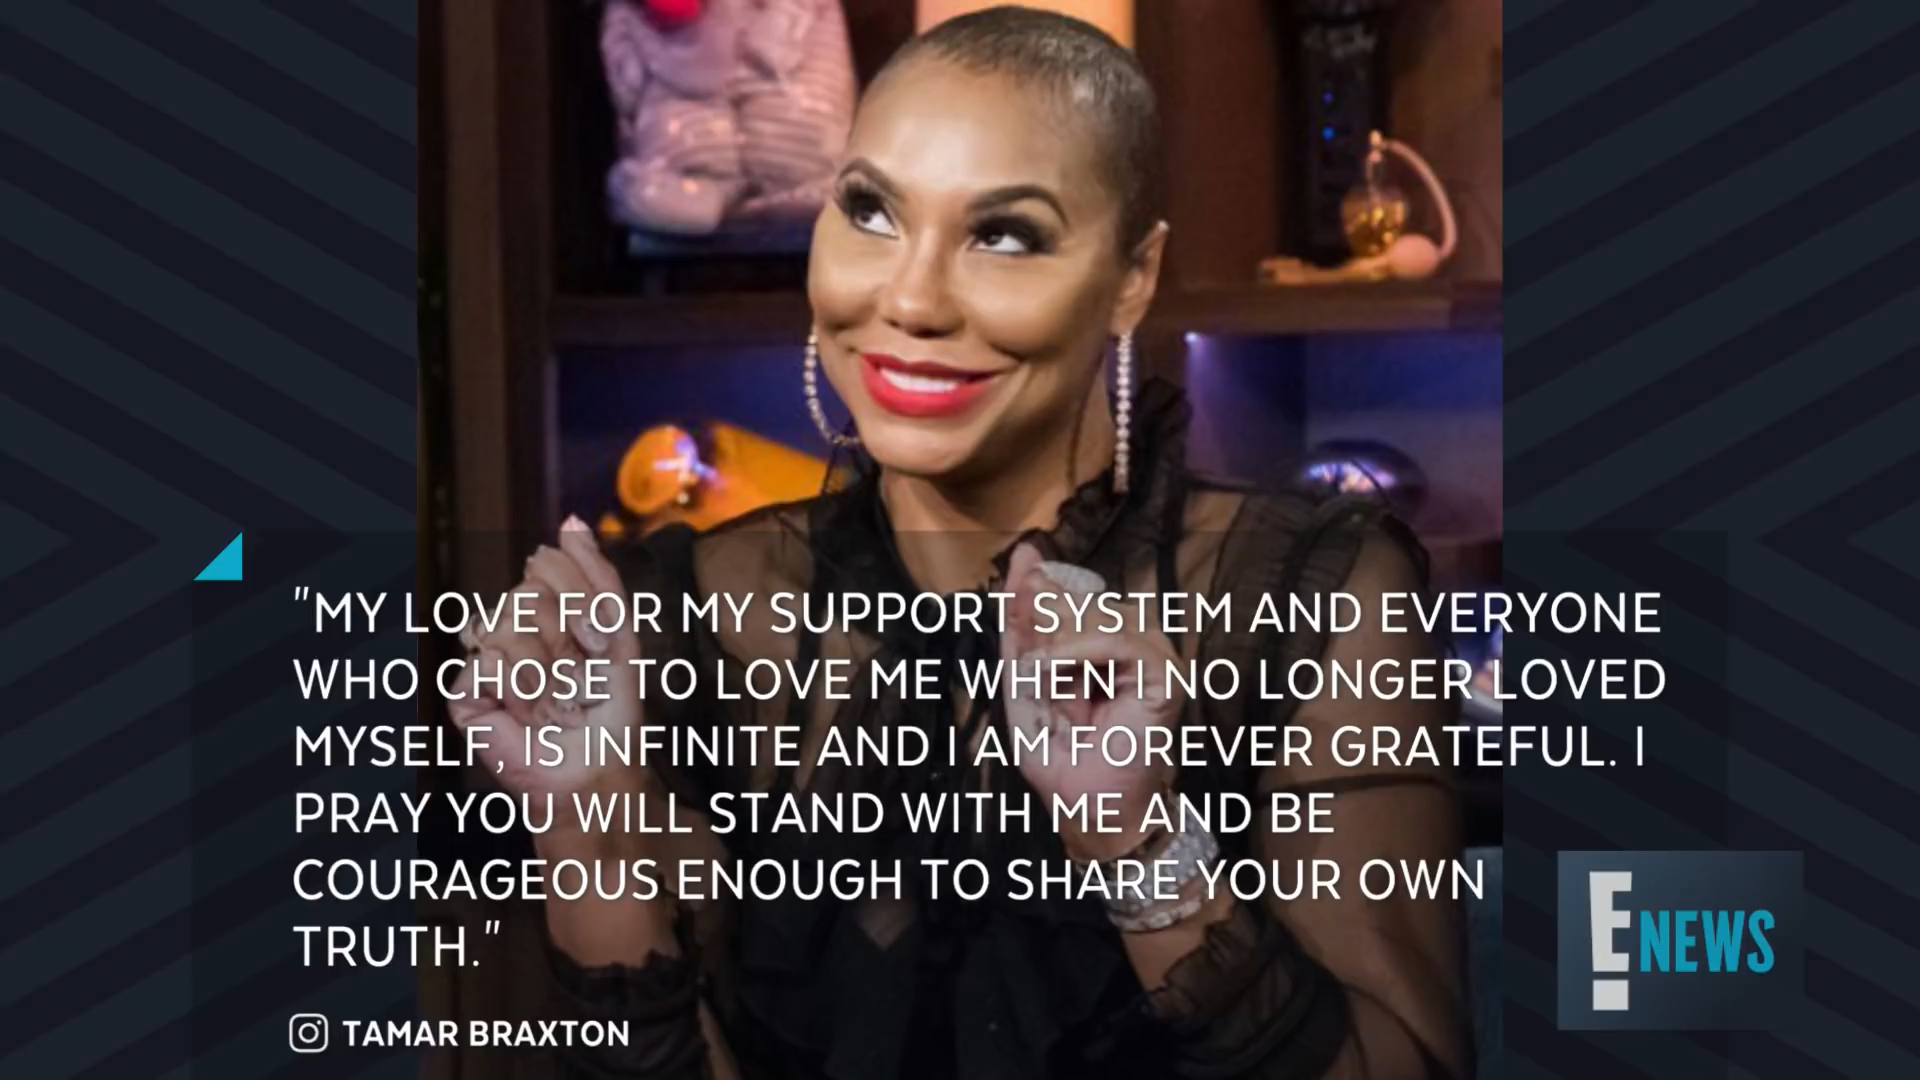 "MY LOVE FOR MY SUPPORT SYSTEM AND EVERYONE
WHO CHOSE TO LOVE ME WHEN I NO LONGER LOVED
MYSELF, IS INFINITE AND I AM FOREVER GRATEFUL. I
PRAY YOU WILL STAND WITH ME AND BE
COURAGEOUS ENOUGH TO SHARE YOUR OWN
TRUTH."
TAMAR BRAXTON
E! NEWS